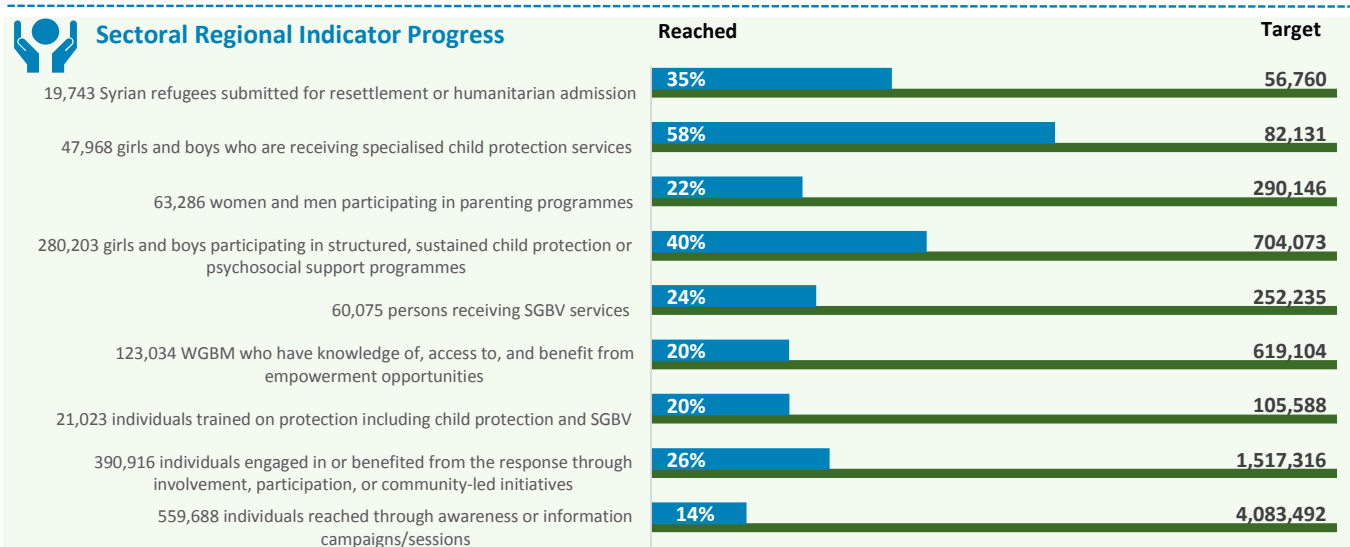 Sectoral Regional Indicator Progress
Reached
Target
19,743 Syrian refugees submitted for resettlement or humanitarian admission
35%
56,760
47,968 girls and boys who are receiving specialised child protection services
58%
82,131
63,286 women and men participating in parenting programmes
22%
290,146
280,203 girls and boys participating in structured, sustained child protection or
psychosocial support programmes
40%
704,073
60,075 persons receiving SGBV services
24%
252,235
123,034 WGBM who have knowledge of, access to, and benefit from
empowerment opportunities
20%
619,104
21,023 individuals trained on protection including child protection and SGBV
20%
105,588
390,916 individuals engaged in or benefited from the response through
involvement, participation, or community-led initiatives
26%
1,517,316
559,688 individuals reached through awareness or information
campaigns/sessions
14%
4,083,492